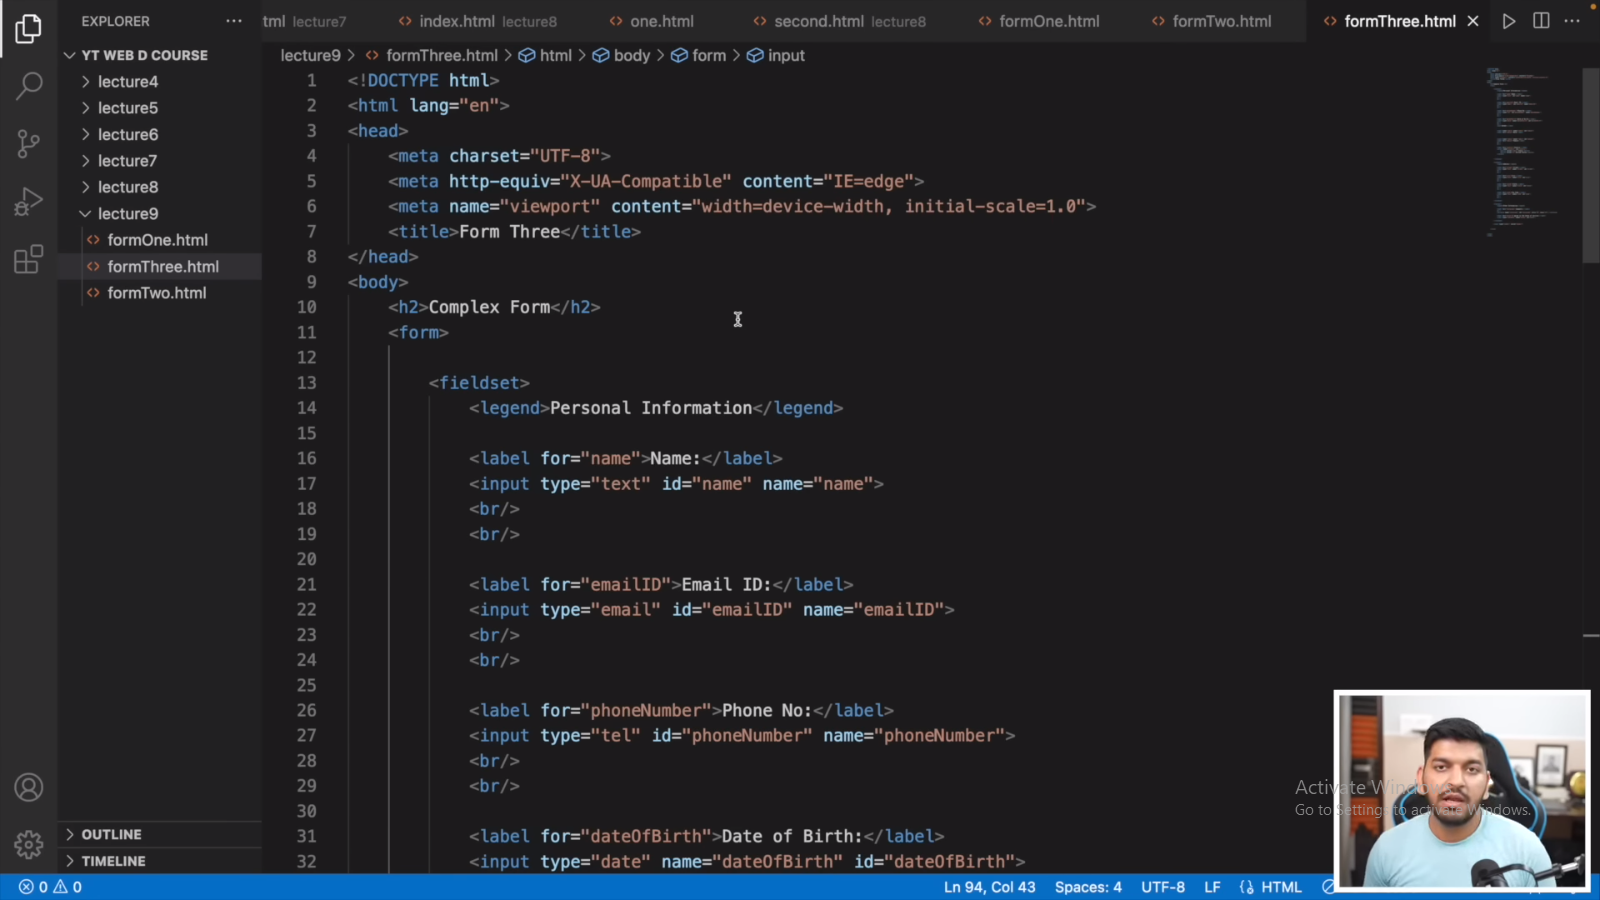 EXPLORER
tml lecture7
index.html lecture8
one.html
second.html lecture8
formOne.html
formTwo.html
formThree.html
YT WEB D COURSE
lecture4
lecture5
lecture6
lecture7
lecture8
lecture9
formOne.html
formThree.html
formTwo.html
OUTLINE
TIMELINE
lecture9 > formThree.html > html > body > form > input
1 <!DOCTYPE html>
2 <html lang="en">
3 <head>
4 <meta charset="UTF-8">
5 <meta http-equiv="X-UA-Compatible" content="IE=edge">
6 <meta name="viewport" content="width=device-width, initial-scale=1.0">
7 <title>Form Three</title>
8 </head>
9 <body>
10 <h2>Complex Form</h2>
11 <form>
12
13 <fieldset>
14 <legend>Personal Information</legend>
15
16 <label for="name">Name:</label>
17 <input type="text" id="name" name="name">
18 <br/>
19 <br/>
20
21 <label for="emailID">Email ID:</label>
22 <input type="email" id="emailID" name="emailID">
23 <br/>
24 <br/>
25
26 <label for="phoneNumber">Phone No:</label>
27 <input type="tel" id="phoneNumber" name="phoneNumber">
28 <br/>
29 <br/>
30
31 <label for="dateOfBirth">Date of Birth:</label>
32 <input type="date" name="dateOfBirth" id="dateOfBirth">
Activate Windows
Go to Settings to activate Windows.
0 0
Ln 94, Col 43 Spaces: 4 UTF-8 LF {} HTML